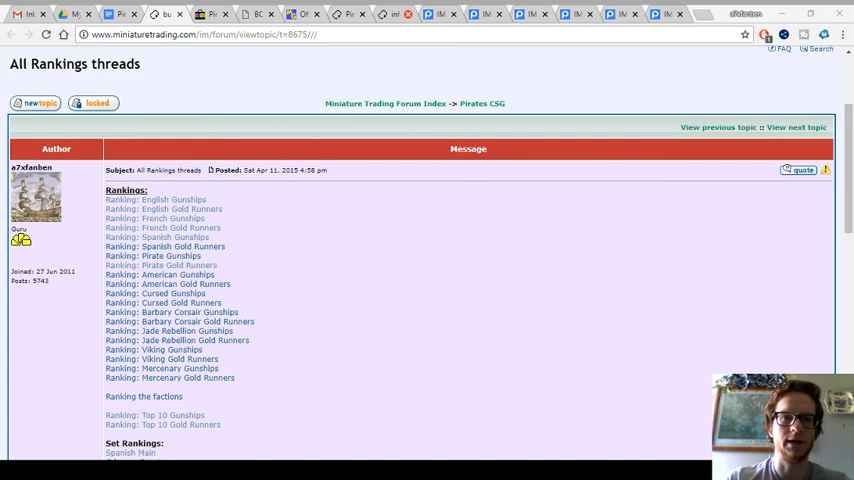 www.miniaturetrading.com/im/forum/viewtopic/t=8675///
FAQ Search
All Rankings threads
new topic locked
Miniature Trading Forum Index -> Pirates CSG
View previous topic :: View next topic
Author Message
a7xfanben
Subject: All Rankings threads Posted: Sat Apr 11, 2015 4:58 pm
quote
Guru
Joined: 27 Jun 2011
Posts: 5743
Rankings:
Ranking: English Gunships
Ranking: English Gold Runners
Ranking: French Gunships
Ranking: French Gold Runners
Ranking: Spanish Gunships
Ranking: Spanish Gold Runners
Ranking: Pirate Gunships
Ranking: Pirate Gold Runners
Ranking: American Gunships
Ranking: American Gold Runners
Ranking: Cursed Gunships
Ranking: Cursed Gold Runners
Ranking: Barbary Corsair Gunships
Ranking: Barbary Corsair Gold Runners
Ranking: Jade Rebellion Gunships
Ranking: Jade Rebellion Gold Runners
Ranking: Viking Gunships
Ranking: Viking Gold Runners
Ranking: Mercenary Gunships
Ranking: Mercenary Gold Runners
Ranking the factions
Ranking: Top 10 Gunships
Ranking: Top 10 Gold Runners
Set Rankings:
Spanish Main